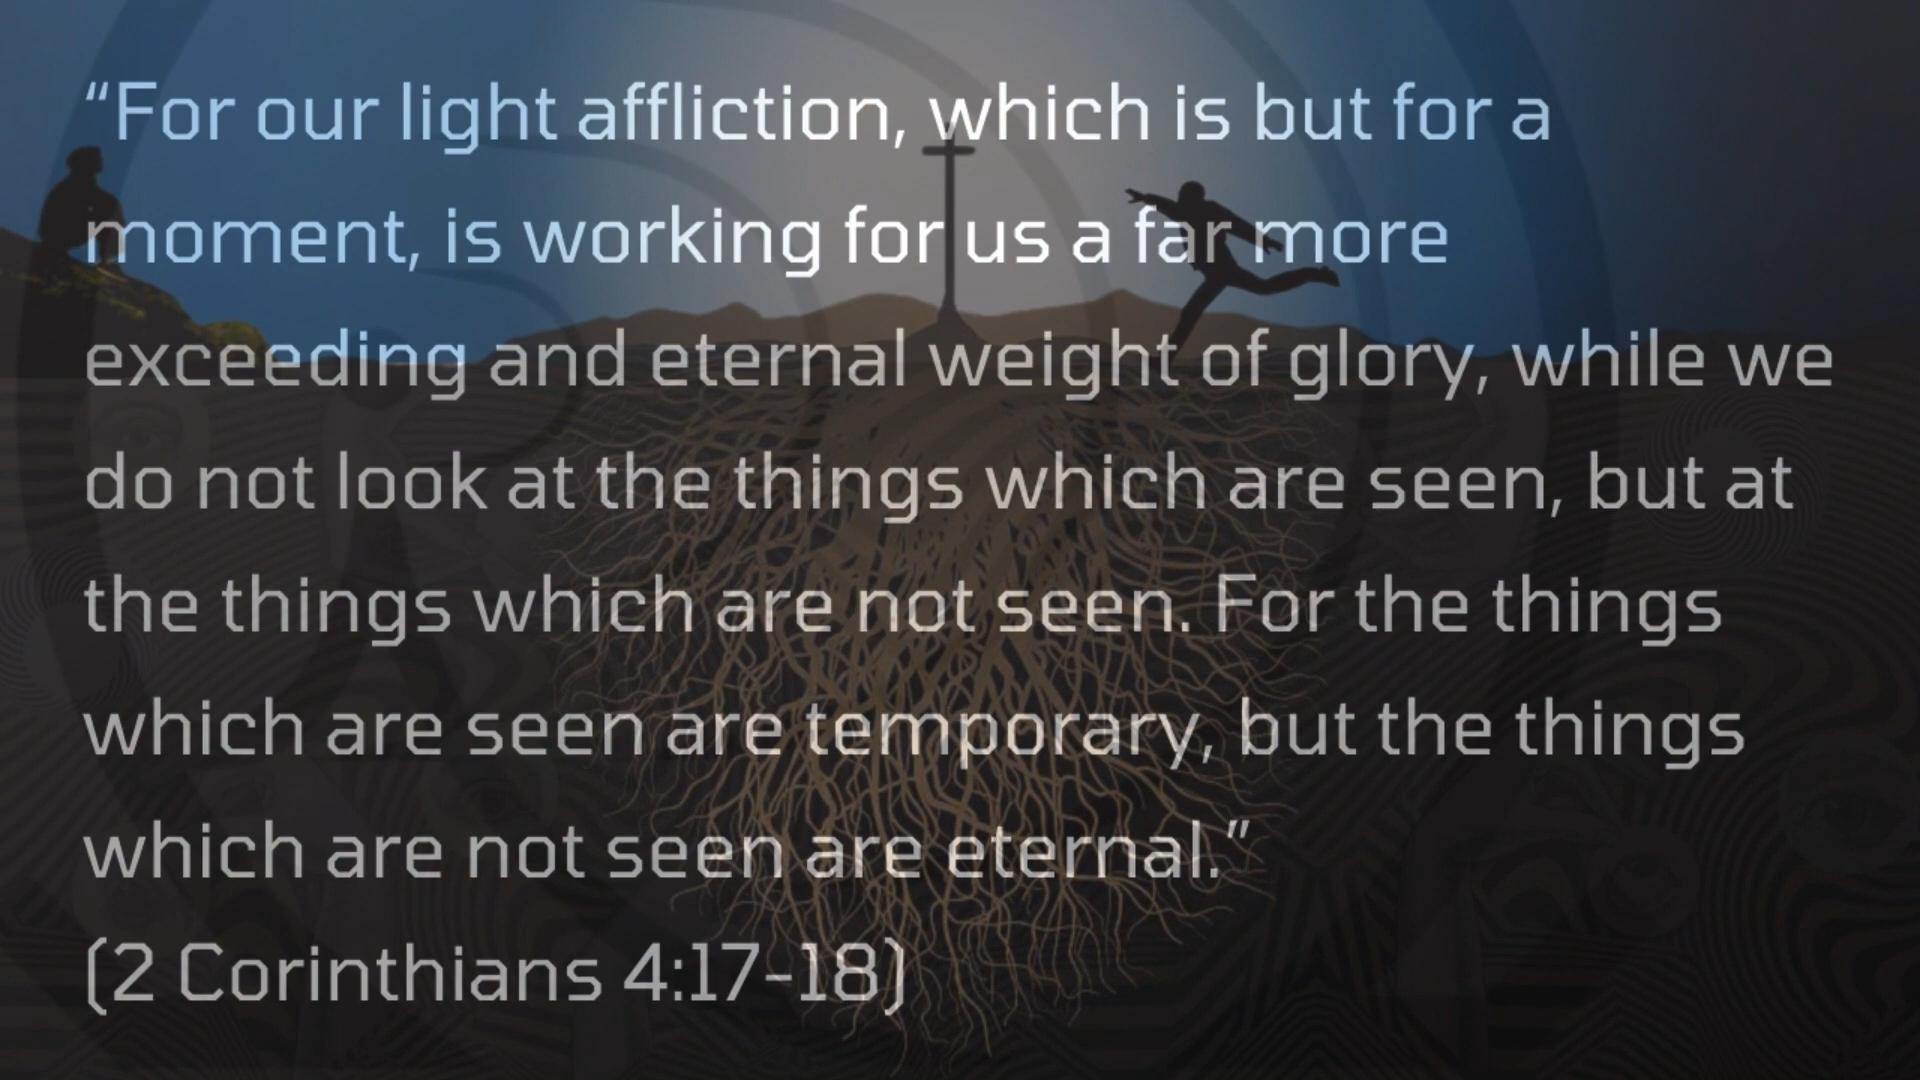 “For our light affliction, which is but for a
moment, is working for us a far more
exceeding and eternal weight of glory, while we
do not look at the things which are seen, but at
the things which are not seen. For the things
which are seen are temporary, but the things
which are not seen are eternal.”
(2 Corinthians 4:17-18)